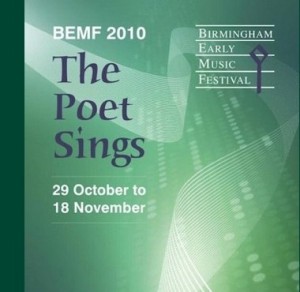 BEMF 2010
The
Poet
Sings
29 October to
18 November
BIRMINGHAM
EARLY
MUSIC
FESTIVAL